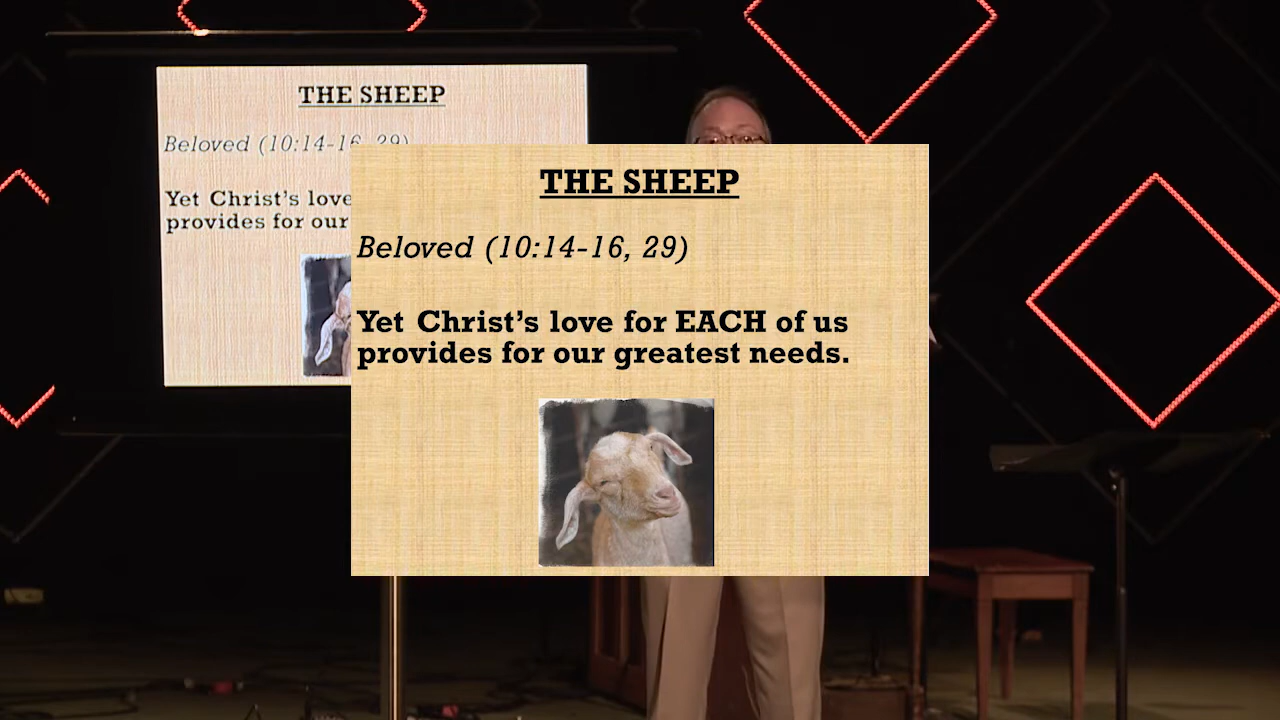 THE SHEEP
Beloved (10:14-16, 29)
Yet Christ's love
provides for our
THE SHEEP
Beloved (10:14-16, 29)
Yet Christ's love for EACH of us
provides for our greatest needs.